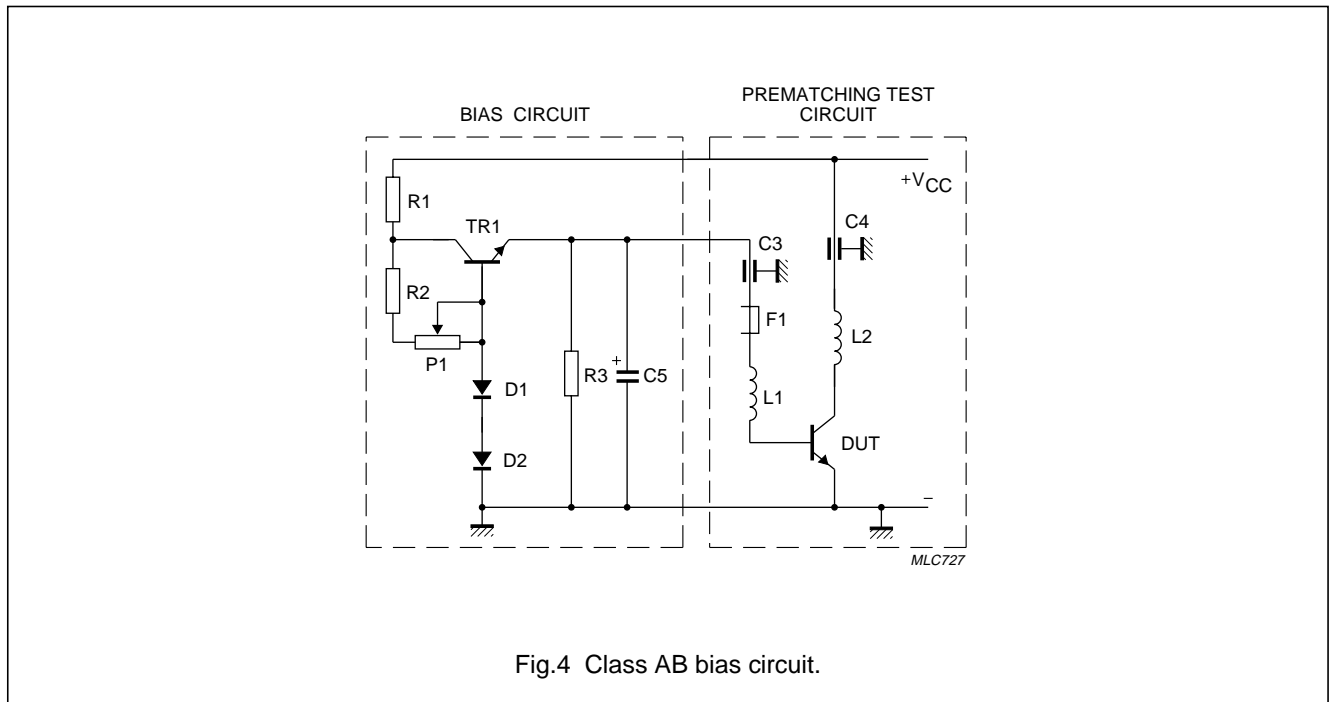 PREMATCHING TEST
CIRCUIT
BIAS CIRCUIT
+VCC
R1
TR1
C3
C4
R2
F1
L2
P1
R3
+
C5
D1
L1
DUT
D2
−
MLC727
Fig.4 Class AB bias circuit.